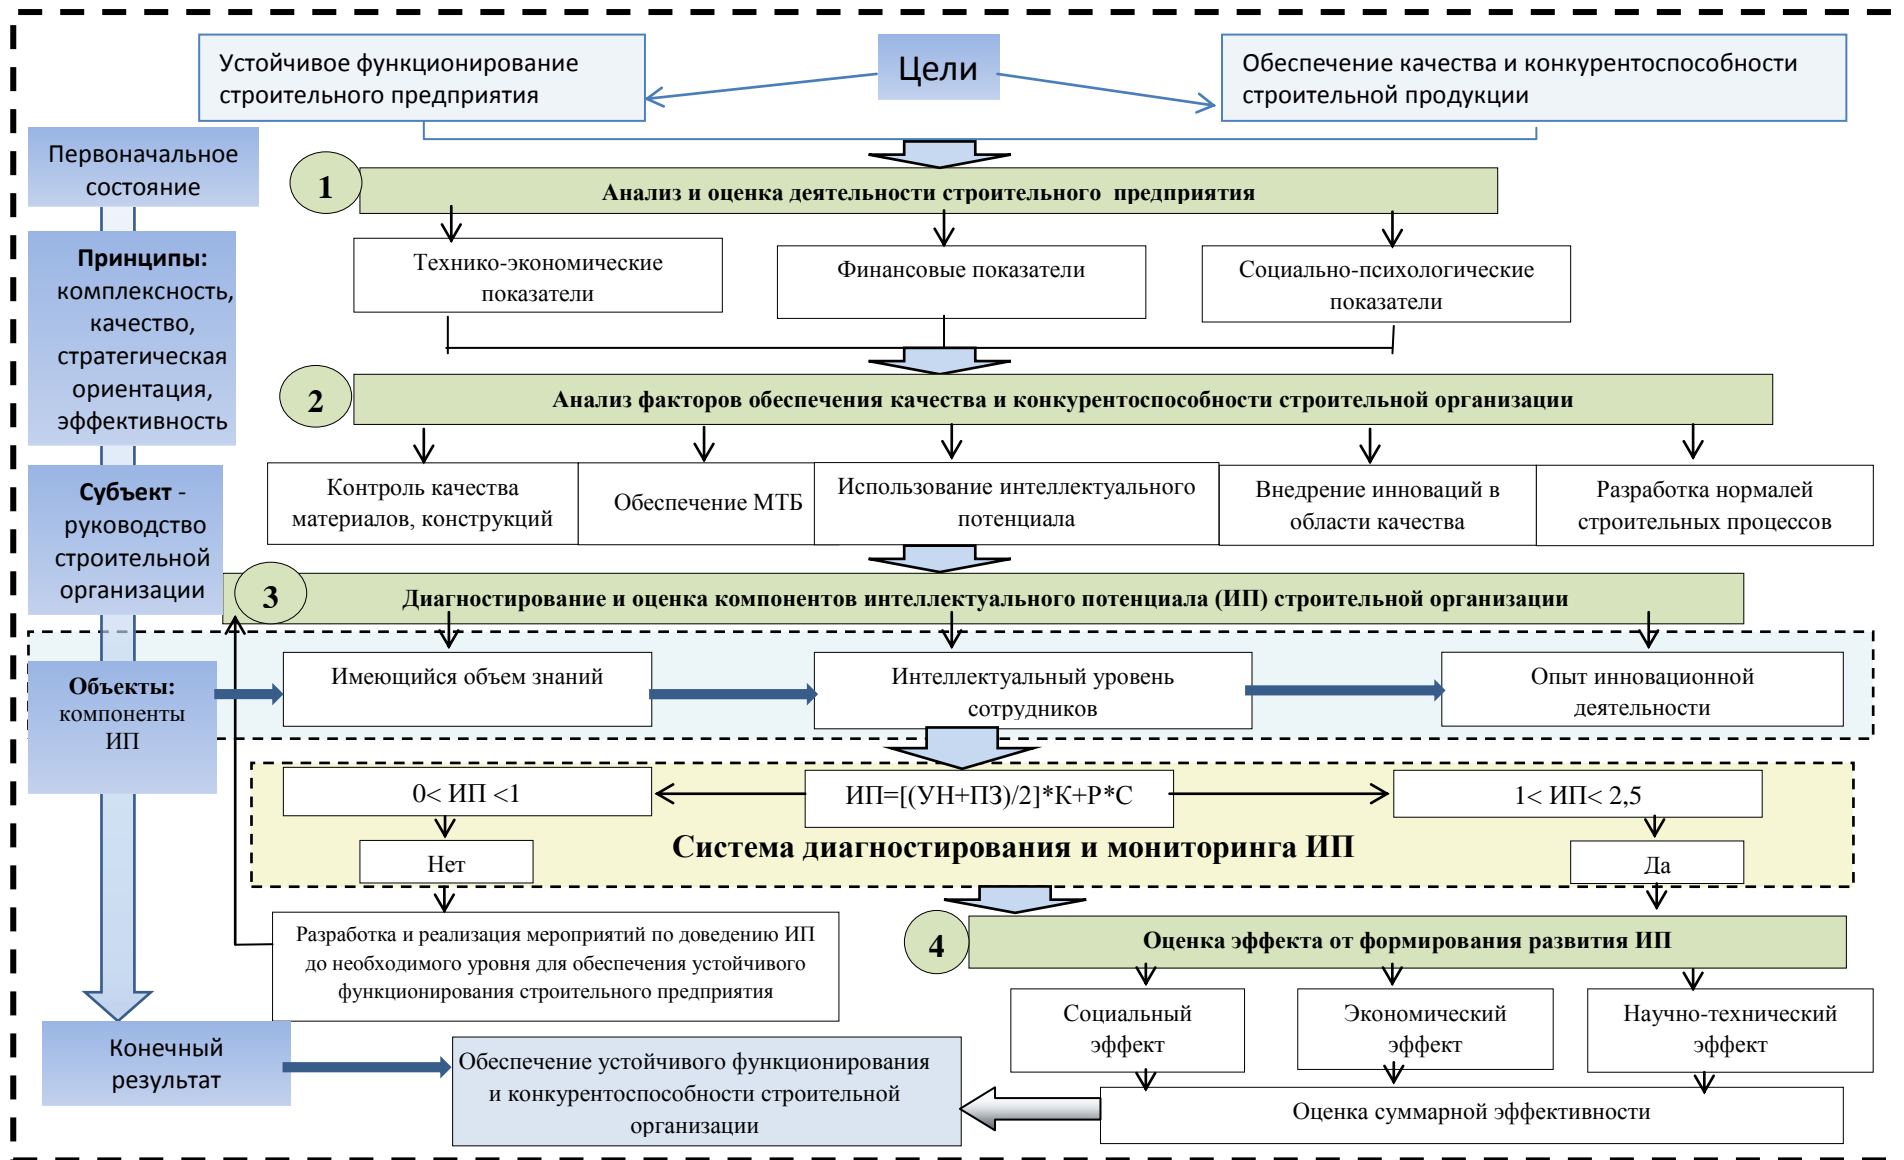 Цели
Устойчивое функционирование
строительного предприятия
Обеспечение качества и конкурентоспособности
строительной продукции
Первоначальное
состояние
1
Анализ и оценка деятельности строительного предприятия
Технико-экономические
показатели
Финансовые показатели
Социально-психологические
показатели
Принципы:
комплексность,
качество,
стратегическая
ориентация,
эффективность
2
Анализ факторов обеспечения качества и конкурентоспособности строительной организации
Контроль качества
материалов, конструкций
Обеспечение МТБ
Использование интеллектуального
потенциала
Внедрение инноваций в
области качества
Разработка нормалей
строительных процессов
Субъект -
руководство
строительной
организации
3
Диагностирование и оценка компонентов интеллектуального потенциала (ИП) строительной организации
Объекты:
компоненты
ИП
Имеющийся объем знаний
Интеллектуальный уровень
сотрудников
Опыт инновационной
деятельности
0< ИП <1
ИП=[(УН+ПЗ)/2]*К+Р*С
1< ИП< 2,5
Система диагностирования и мониторинга ИП
Нет
Да
Разработка и реализация мероприятий по доведению ИП
до необходимого уровня для обеспечения устойчивого
функционирования строительного предприятия
4
Оценка эффекта от формирования развития ИП
Социальный
эффект
Экономический
эффект
Научно-технический
эффект
Конечный
результат
Обеспечение устойчивого функционирования
и конкурентоспособности строительной
организации
Оценка суммарной эффективности